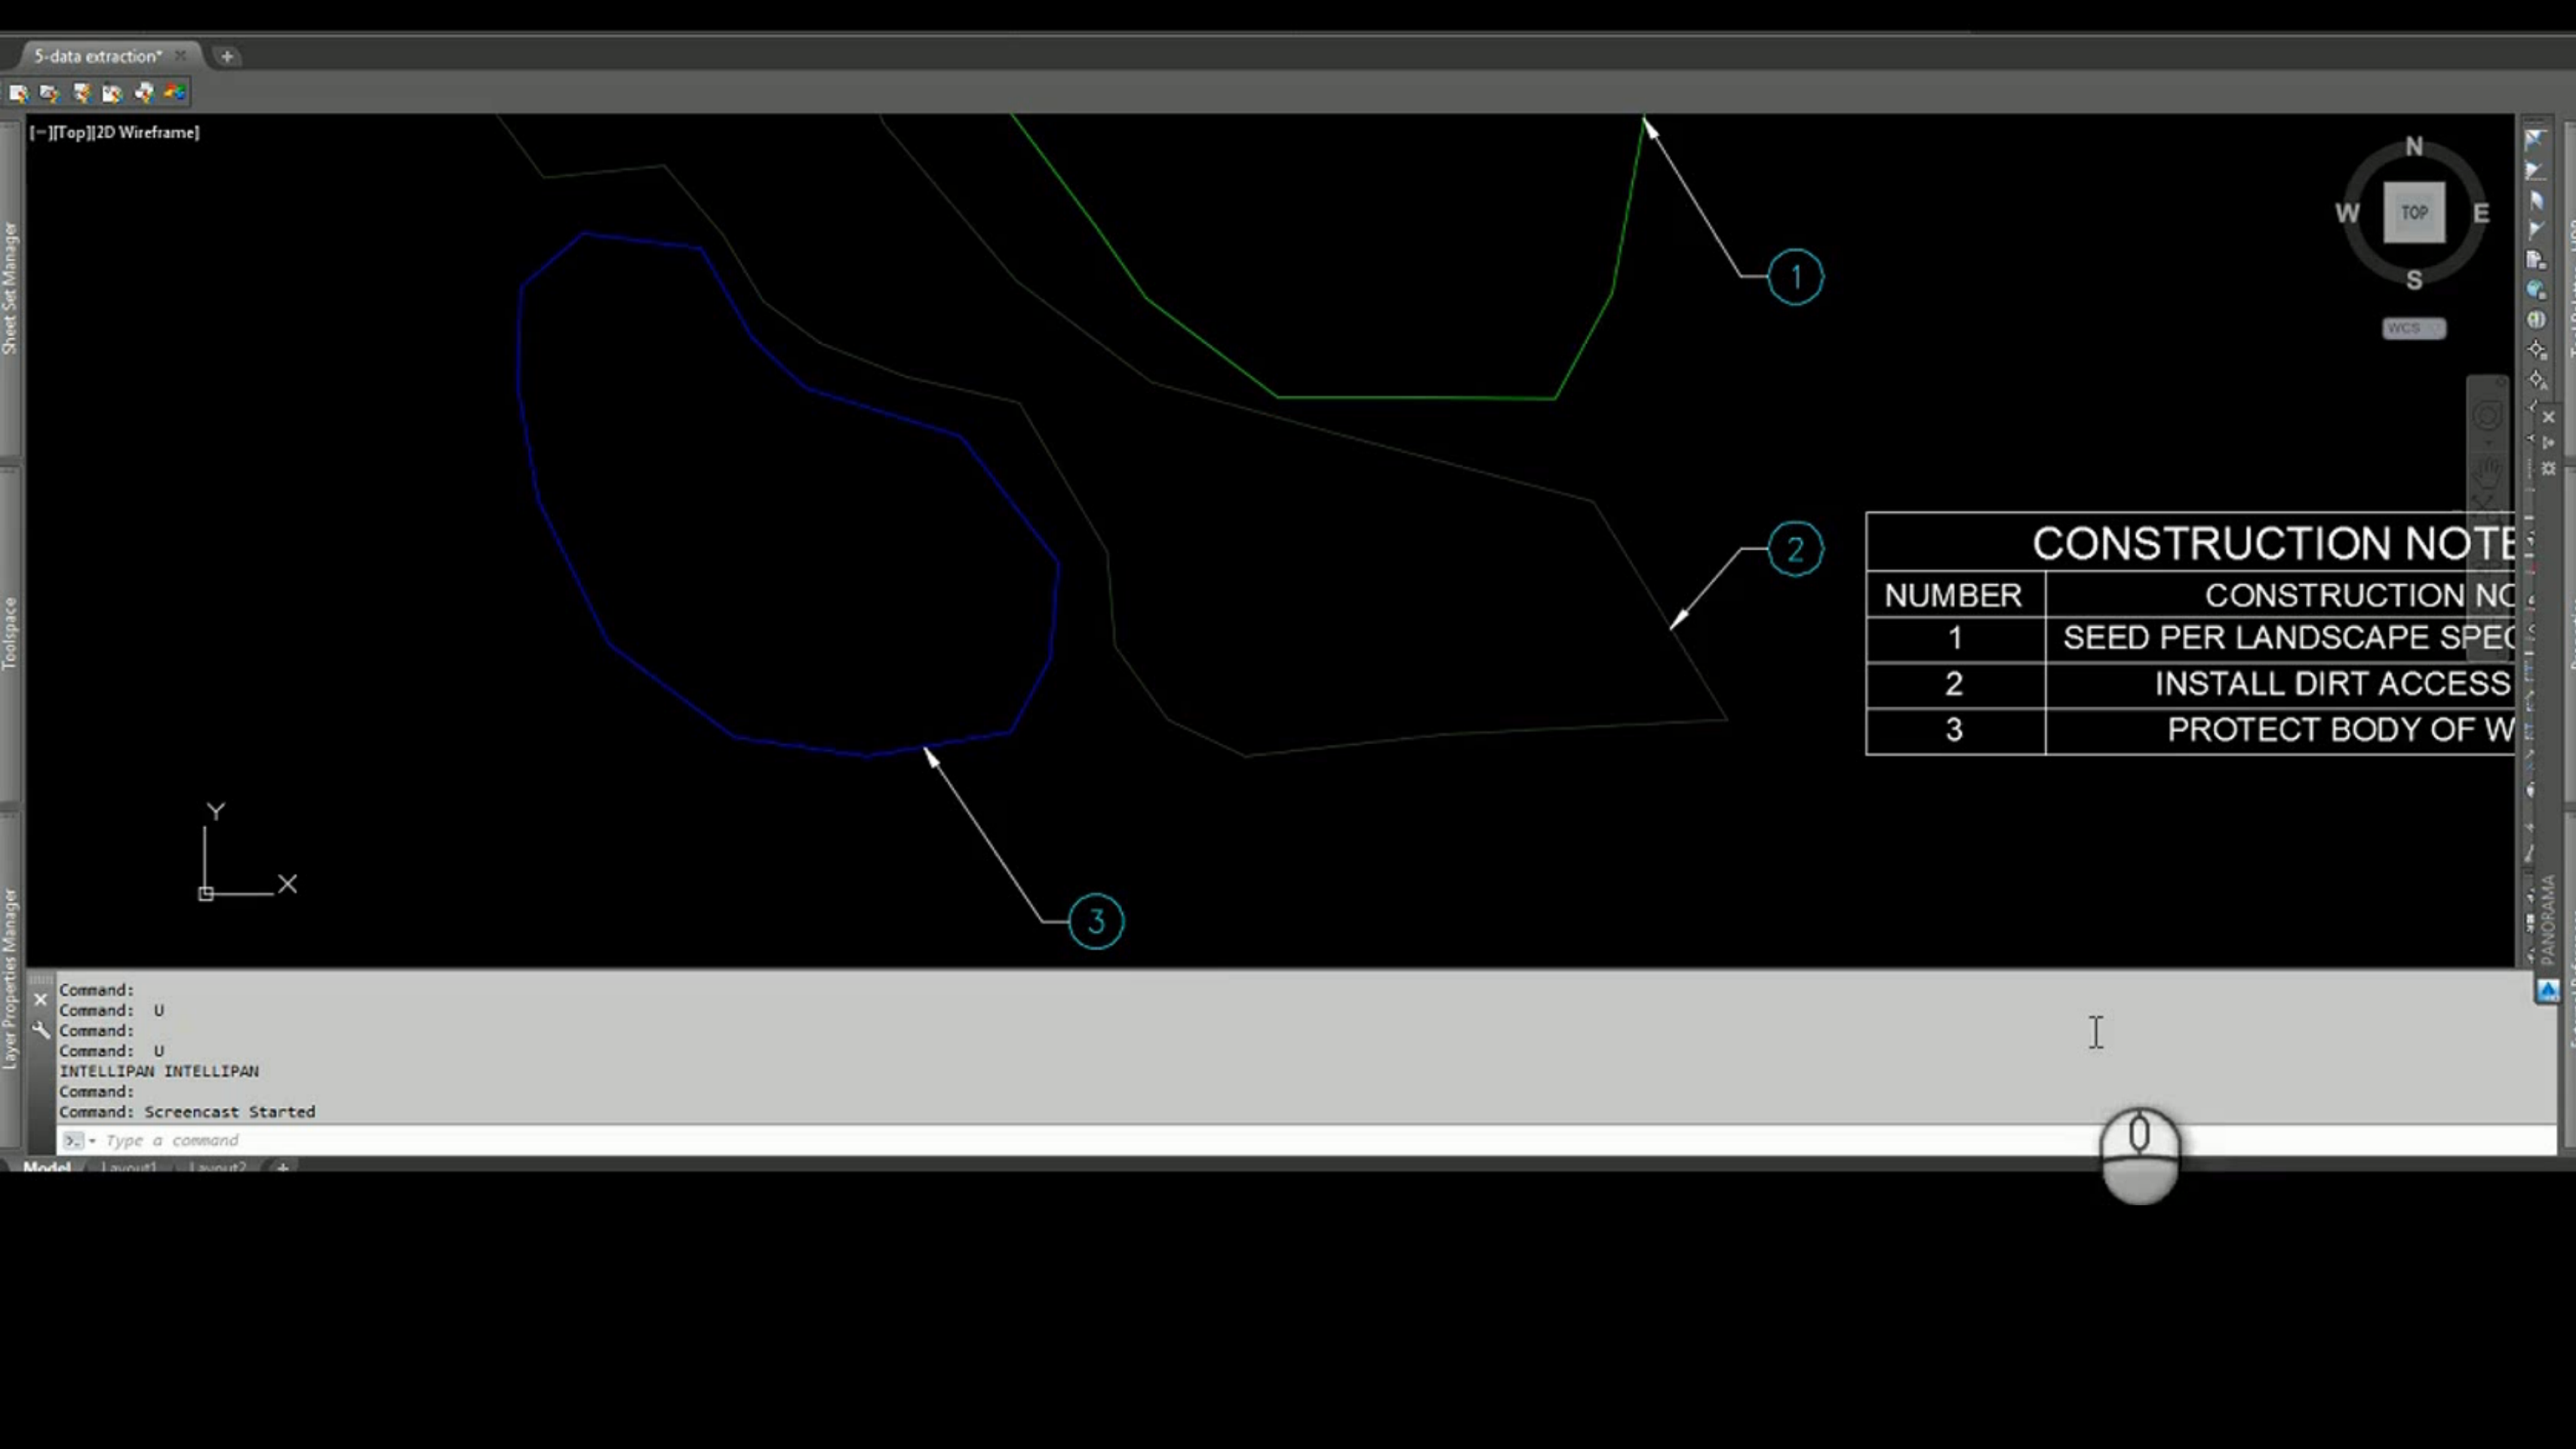 5-data extraction*
[−][Top][2D Wireframe]
N
W TOP E
S
WCS
Sheet Set Manager
Toolspace
Layer Properties Manager
1
2
3
CONSTRUCTION NOTE
NUMBER CONSTRUCTION NO
1 SEED PER LANDSCAPE SPEC
2 INSTALL DIRT ACCESS
3 PROTECT BODY OF W
Y
X
PANORAMA
Command:
Command: U
Command:
Command: U
INTELLIPAN INTELLIPAN
Command:
Command: Screencast Started
Type a command
Model Layout1 Layout2